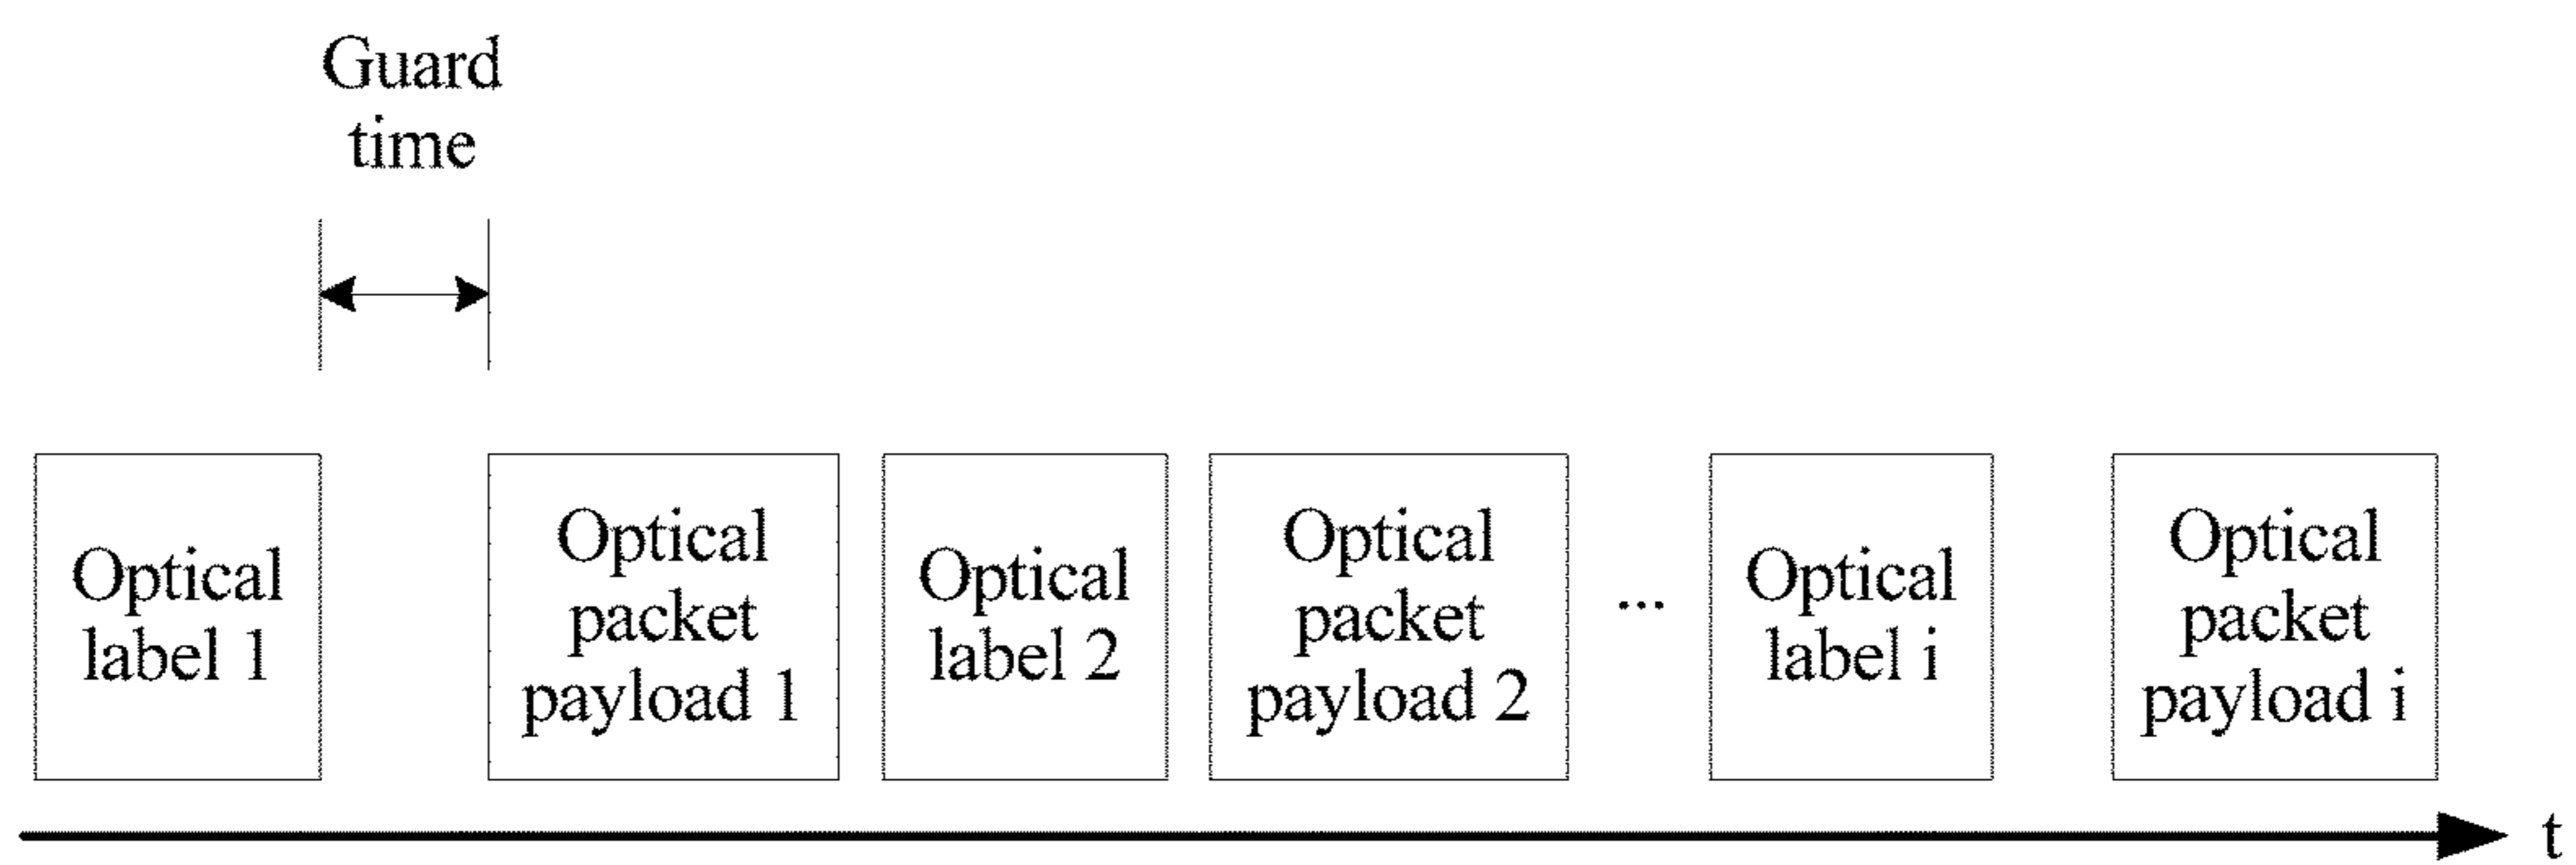 Guard
time
Optical
label 1
Optical
packet
payload 1
Optical
label 2
Optical
packet
payload 2
...
Optical
label i
Optical
packet
payload i
t